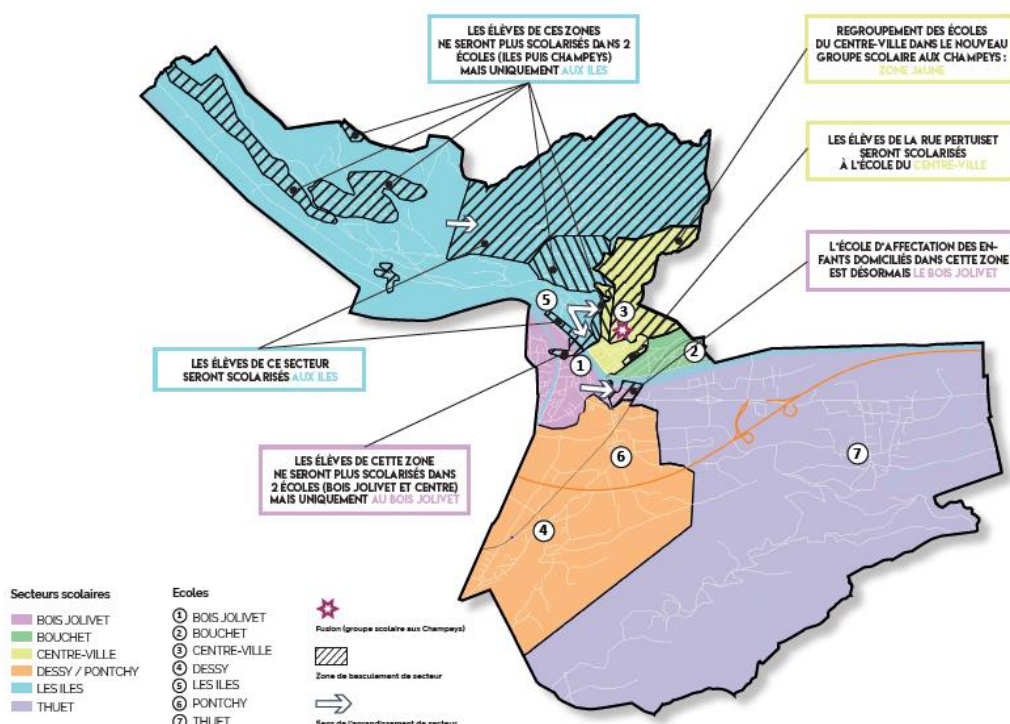 LES ÉLÈVES DE CES ZONES
NE SERONT PLUS SCOLARISÉS DANS 2
ÉCOLES (ILES PUIS CHAMPEYS)
MAIS UNIQUEMENT AUX ILES
REGROUPEMENT DES ÉCOLES
DU CENTRE-VILLE DANS LE NOUVEAU
GROUPE SCOLAIRE AUX CHAMPEYS :
ZONE JAUNE
LES ÉLÈVES DE LA RUE PERTUISET
SERONT SCOLARISÉS
À L'ÉCOLE DU CENTRE-VILLE
L'ÉCOLE D'AFFECTATION DES EN-
FANTS DOMICILIÉS DANS CETTE ZONE
EST DÉSORMAIS LE BOIS JOLIVET
5
3
2
1
LES ÉLÈVES DE CE SECTEUR
SERONT SCOLARISÉS AUX ILES
6
7
LES ÉLÈVES DE CETTE ZONE
NE SERONT PLUS SCOLARISÉS DANS
2 ÉCOLES (BOIS JOLIVET ET CENTRE)
MAIS UNIQUEMENT AU BOIS JOLIVET
4
Secteurs scolaires
BOIS JOLIVET
BOUCHET
CENTRE-VILLE
DESSY / PONTCHY
LES ILES
THUET
Ecoles
1 BOIS JOLIVET
2 BOUCHET
3 CENTRE-VILLE
4 DESSY
5 LES ILES
6 PONTCHY
7 THUET
Fusion (groupe scolaire aux Champeys)
Zone de basculement de secteur
Sens de l'agrandissement de secteur